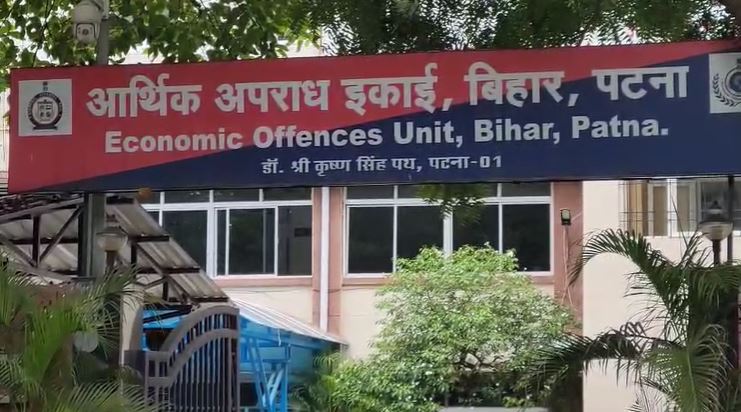 आर्थिक अपराध इकाई, बिहार, पटना
Economic Offences Unit, Bihar, Patna.
डॉ. श्री कृष्ण सिंह पथ, पटना-01